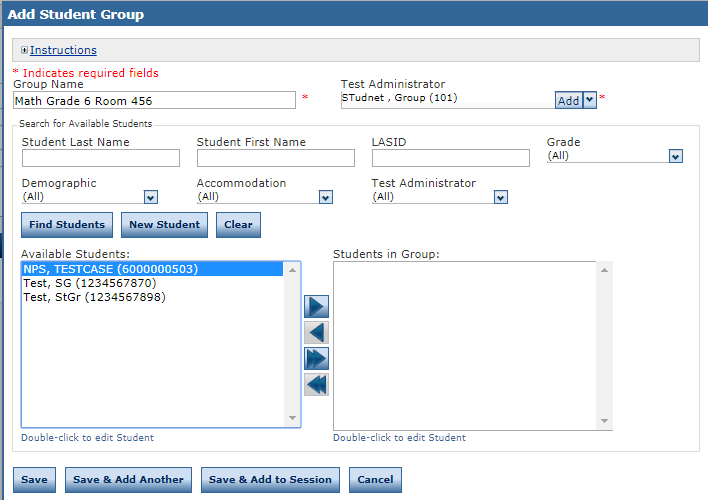 Add Student Group
Instructions
* Indicates required fields
Group Name
Test Administrator
Math Grade 6 Room 456 *
STudnet , Group (101) Add *
Search for Available Students
Student Last Name Student First Name LASID Grade
(All)
Demographic Accommodation Test Administrator
(All) (All) (All)
Find Students New Student Clear
Available Students: Students in Group:
NPS, TESTCASE (6000000503)
Test, SG (1234567870)
Test, StGr (1234567898)
Double-click to edit Student Double-click to edit Student
Save Save & Add Another Save & Add to Session Cancel